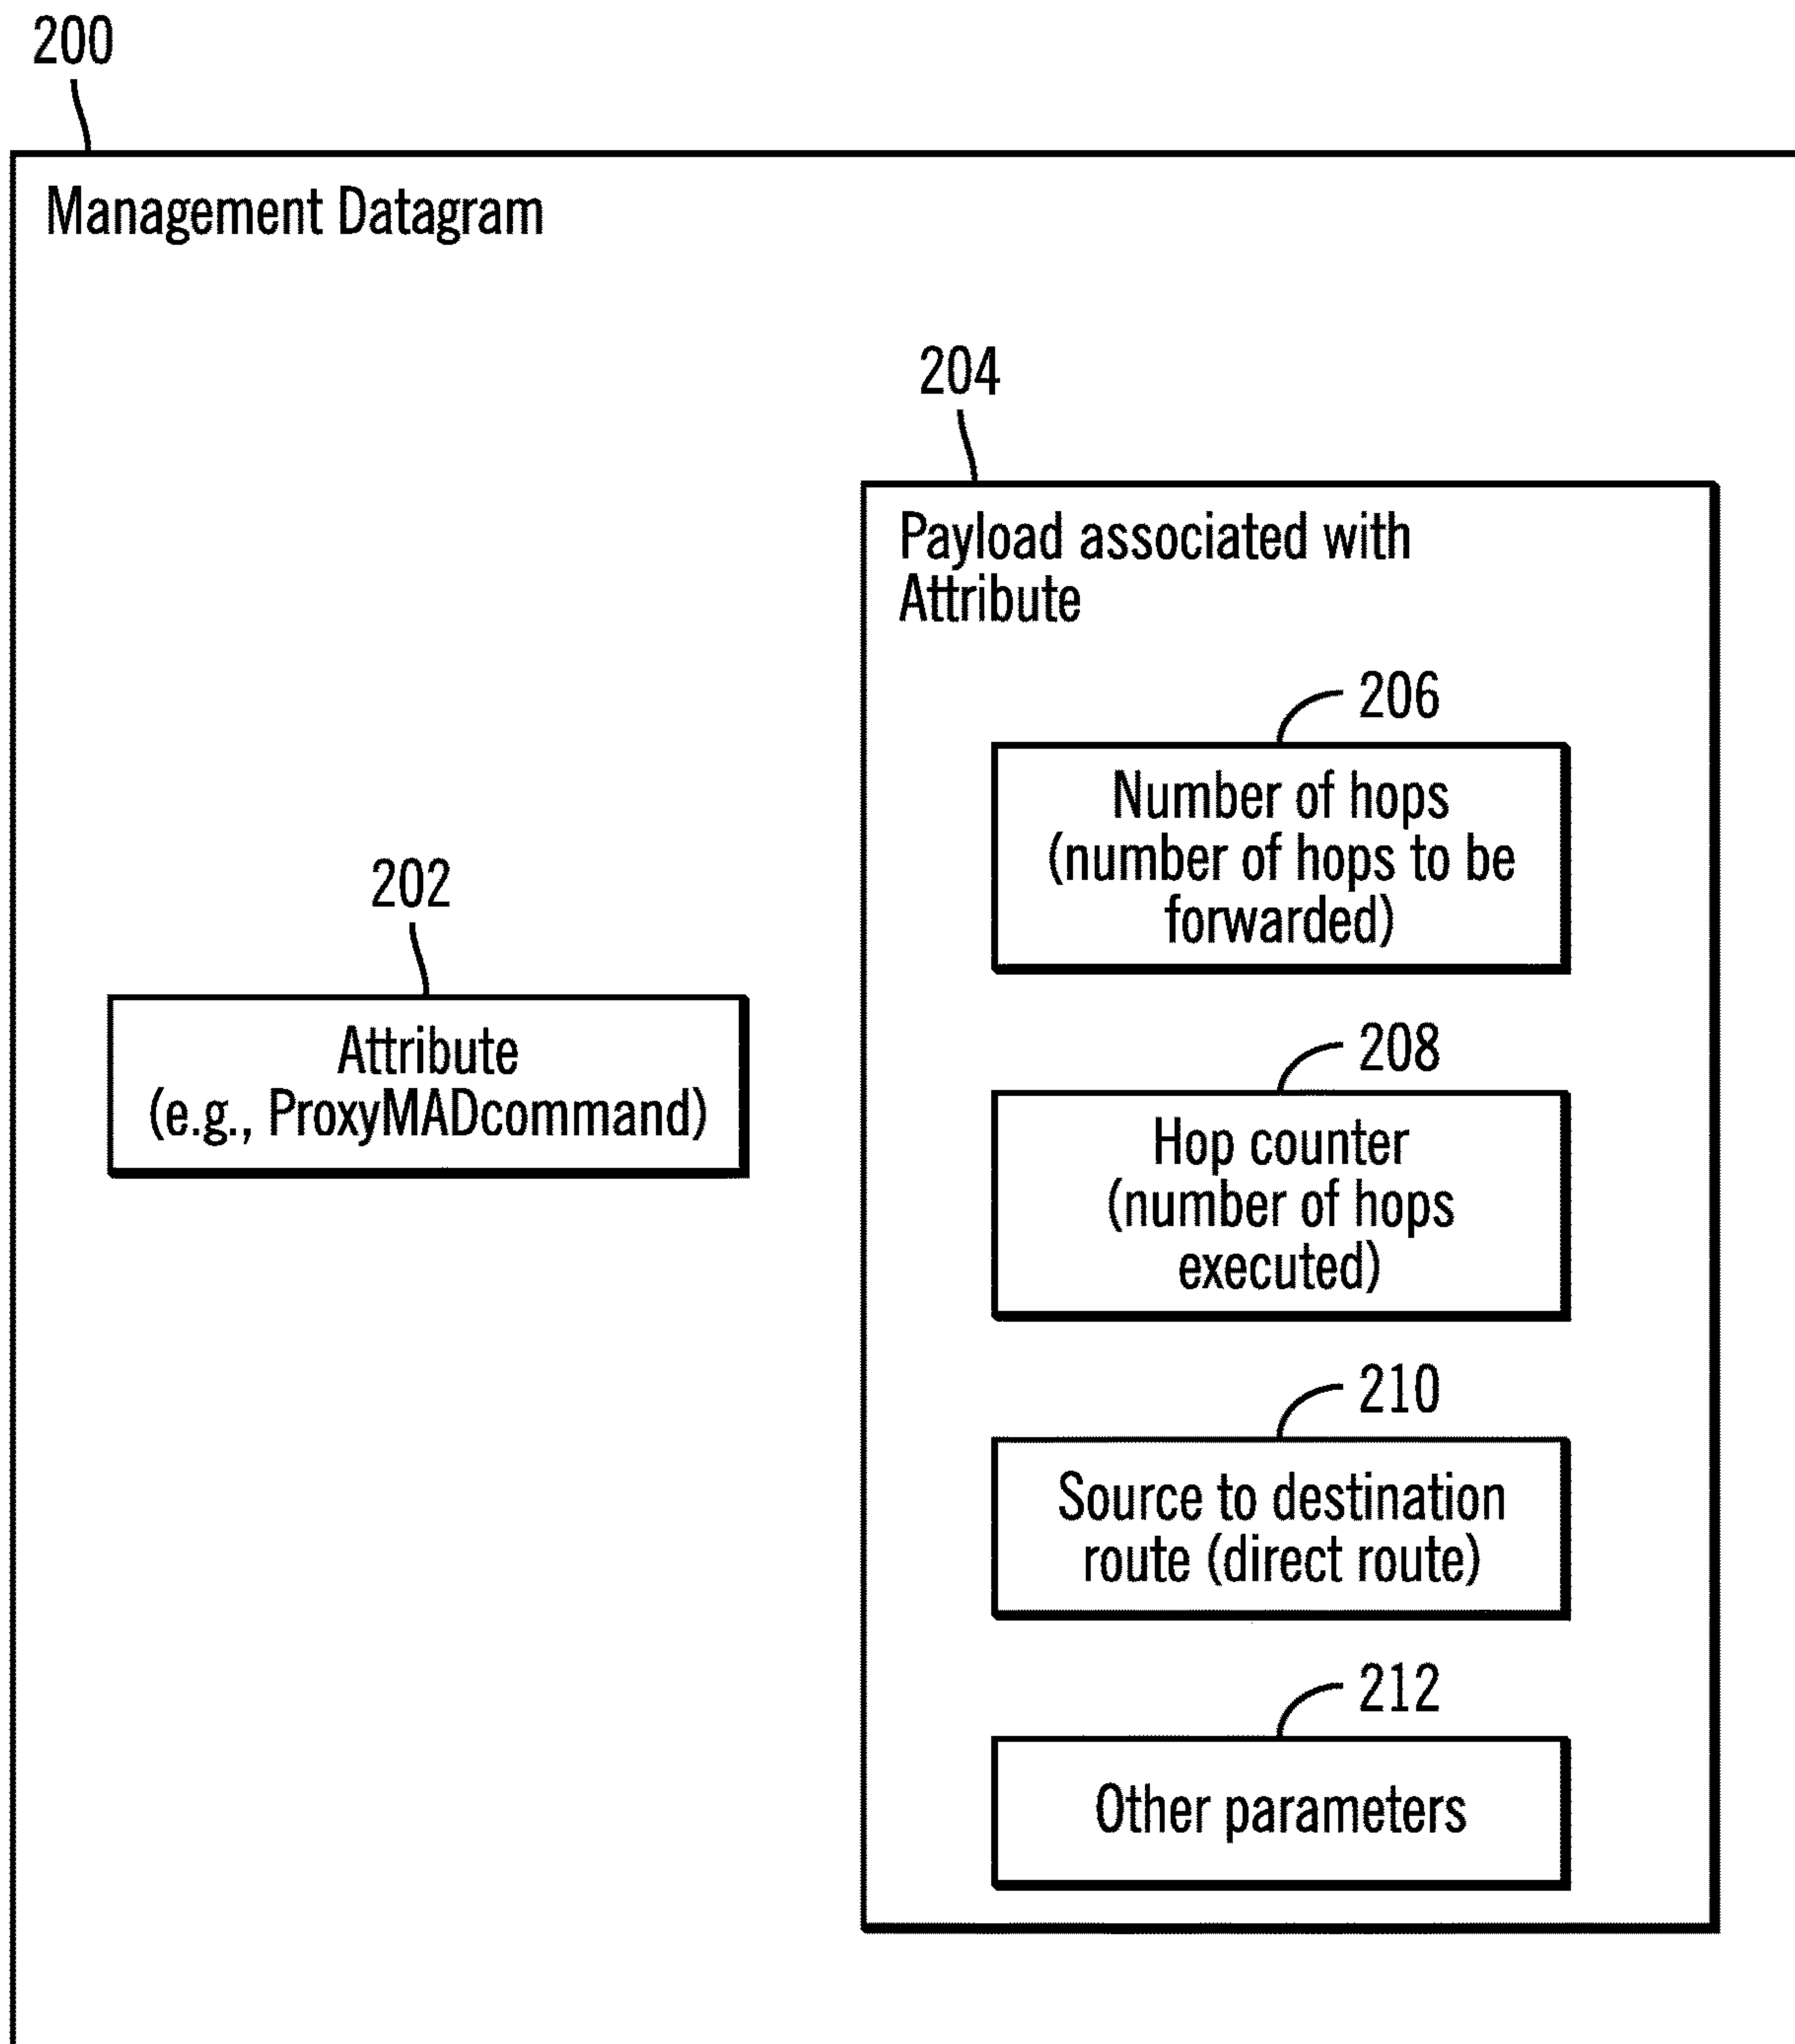 200
Management Datagram
204
Payload associated with
Attribute
206
Number of hops
(number of hops to be
forwarded)
202
Attribute
(e.g., ProxyMADcommand)
208
Hop counter
(number of hops
executed)
210
Source to destination
route (direct route)
212
Other parameters